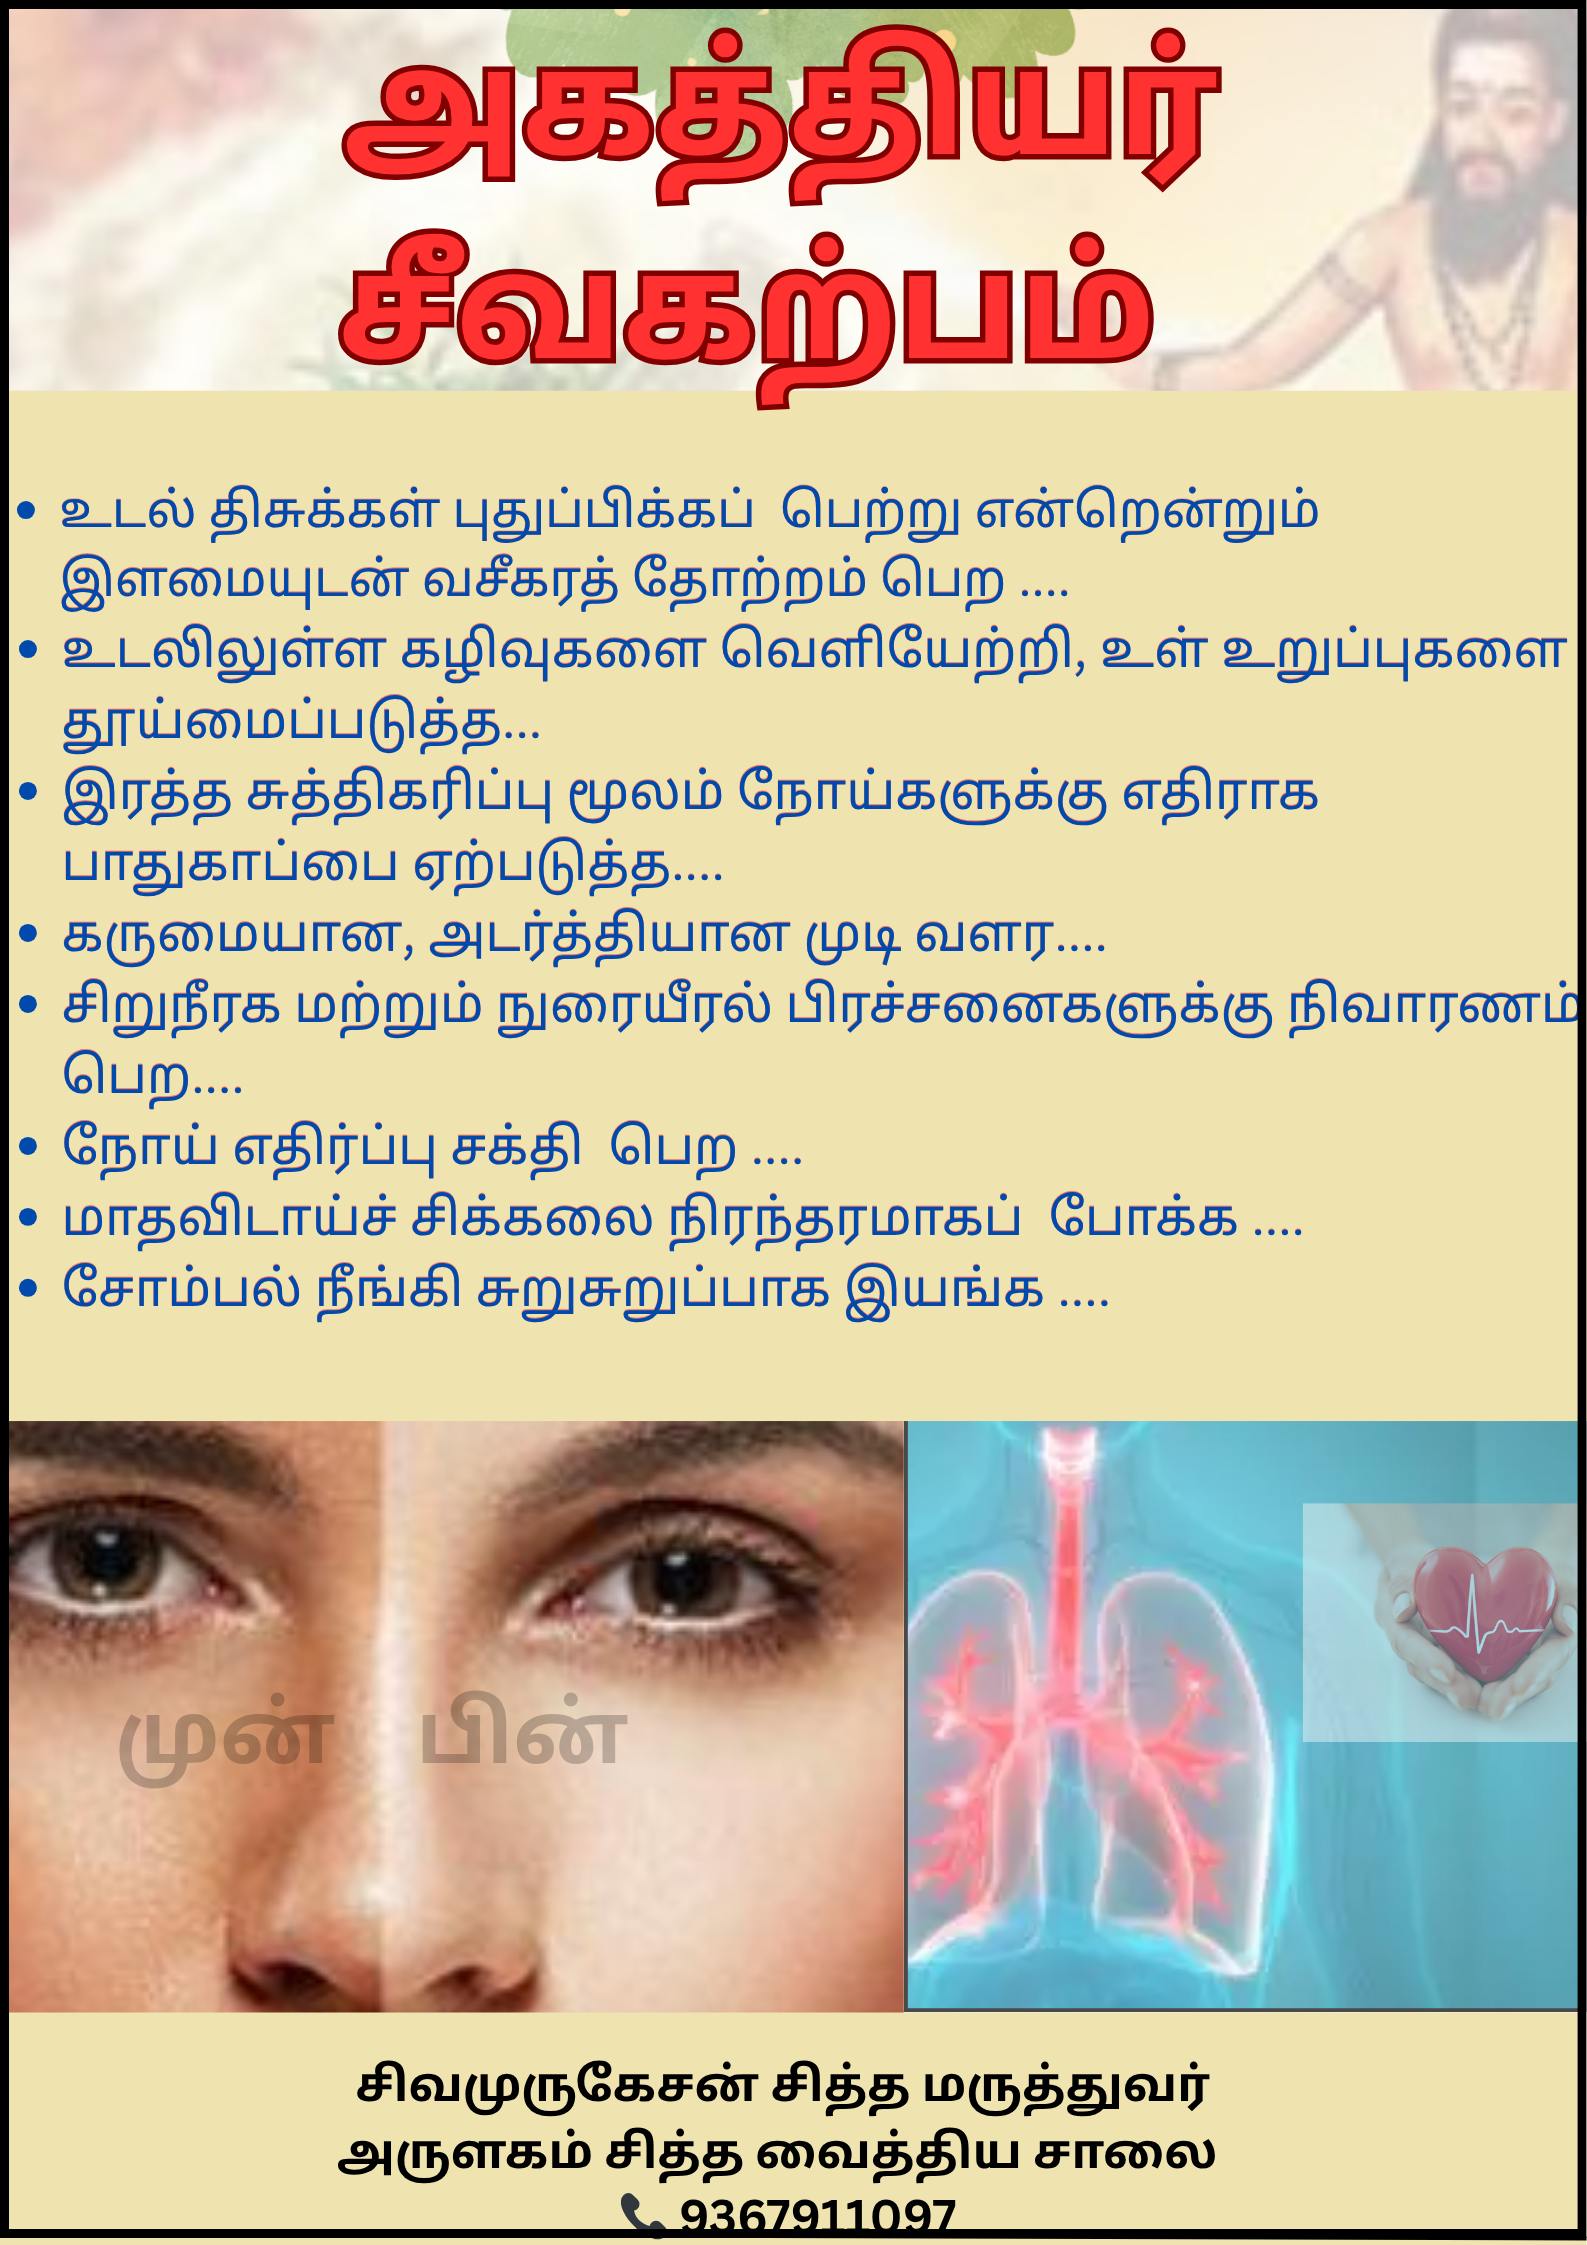 அகத்தியர்
சீவகற்பம்
• உடல் திசுக்கள் புதுப்பிக்கப் பெற்று என்றென்றும்
இளமையுடன் வசீகரத் தோற்றம் பெற ....
• உடலிலுள்ள கழிவுகளை வெளியேற்றி, உள் உறுப்புகளை
தூய்மைப்படுத்த...
• இரத்த சுத்திகரிப்பு மூலம் நோய்களுக்கு எதிராக
பாதுகாப்பை ஏற்படுத்த....
• கருமையான, அடர்த்தியான முடி வளர....
• சிறுநீரக மற்றும் நுரையீரல் பிரச்சனைகளுக்கு நிவாரணம்
பெற....
• நோய் எதிர்ப்பு சக்தி பெற ....
• மாதவிடாய்ச் சிக்கலை நிரந்தரமாகப் போக்க ....
• சோம்பல் நீங்கி சுறுசுறுப்பாக இயங்க ....
முன் பின்
சிவமுருகேசன் சித்த மருத்துவர்
அருளகம் சித்த வைத்திய சாலை
📞 9367911097